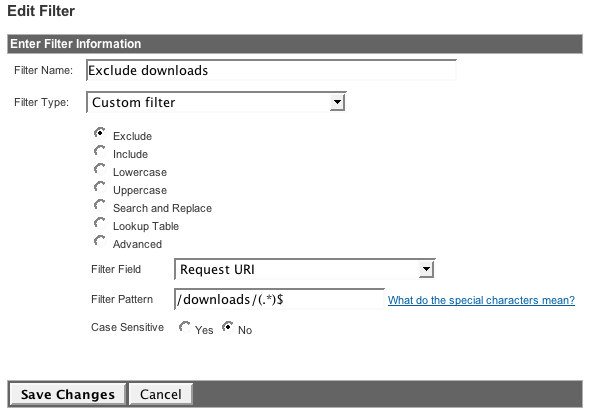 Edit Filter
Enter Filter Information
Filter Name: Exclude downloads
Filter Type: Custom filter
Exclude
Include
Lowercase
Uppercase
Search and Replace
Lookup Table
Advanced
Filter Field Request URI
Filter Pattern /downloads/(.*)$ What do the special characters mean?
Case Sensitive Yes No
Save Changes Cancel